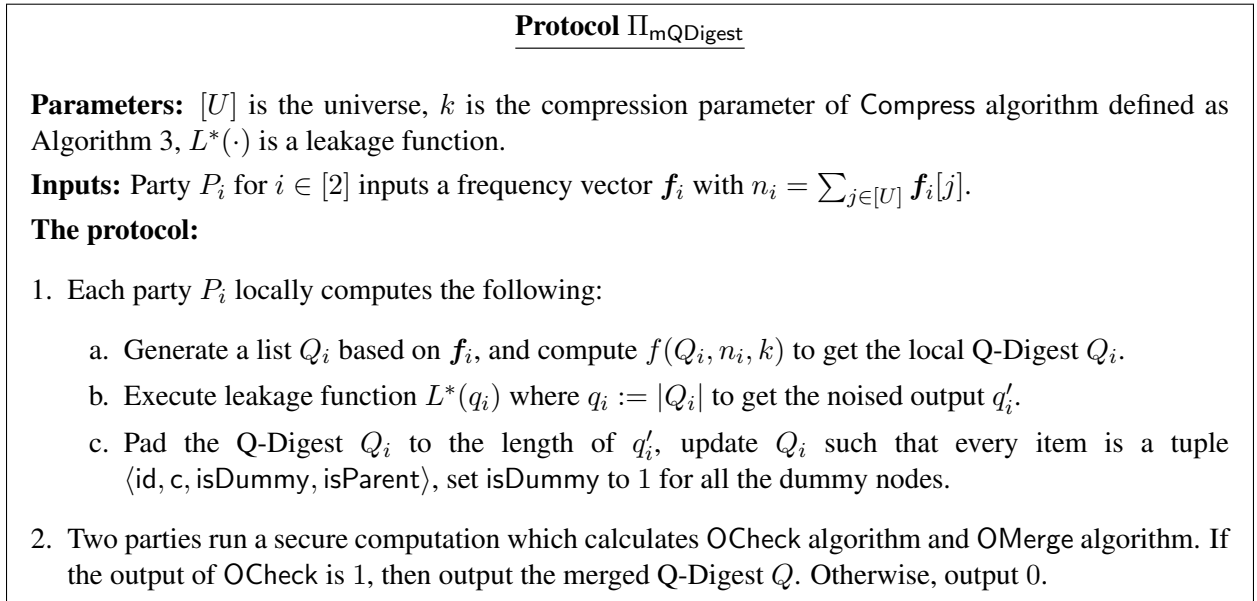 Protocol Π_mQDigest
Parameters: [U] is the universe, k is the compression parameter of Compress algorithm defined as
Algorithm 3, L*(·) is a leakage function.
Inputs: Party P_i for i ∈ [2] inputs a frequency vector f_i with n_i = ∑_{j∈[U]} f_i[j].
The protocol:
1. Each party P_i locally computes the following:
a. Generate a list Q_i based on f_i, and compute f(Q_i, n_i, k) to get the local Q-Digest Q_i.
b. Execute leakage function L*(q_i) where q_i := |Q_i| to get the noised output q′_i.
c. Pad the Q-Digest Q_i to the length of q′_i, update Q_i such that every item is a tuple
⟨id, c, isDummy, isParent⟩, set isDummy to 1 for all the dummy nodes.
2. Two parties run a secure computation which calculates OCheck algorithm and OMerge algorithm. If
the output of OCheck is 1, then output the merged Q-Digest Q. Otherwise, output 0.